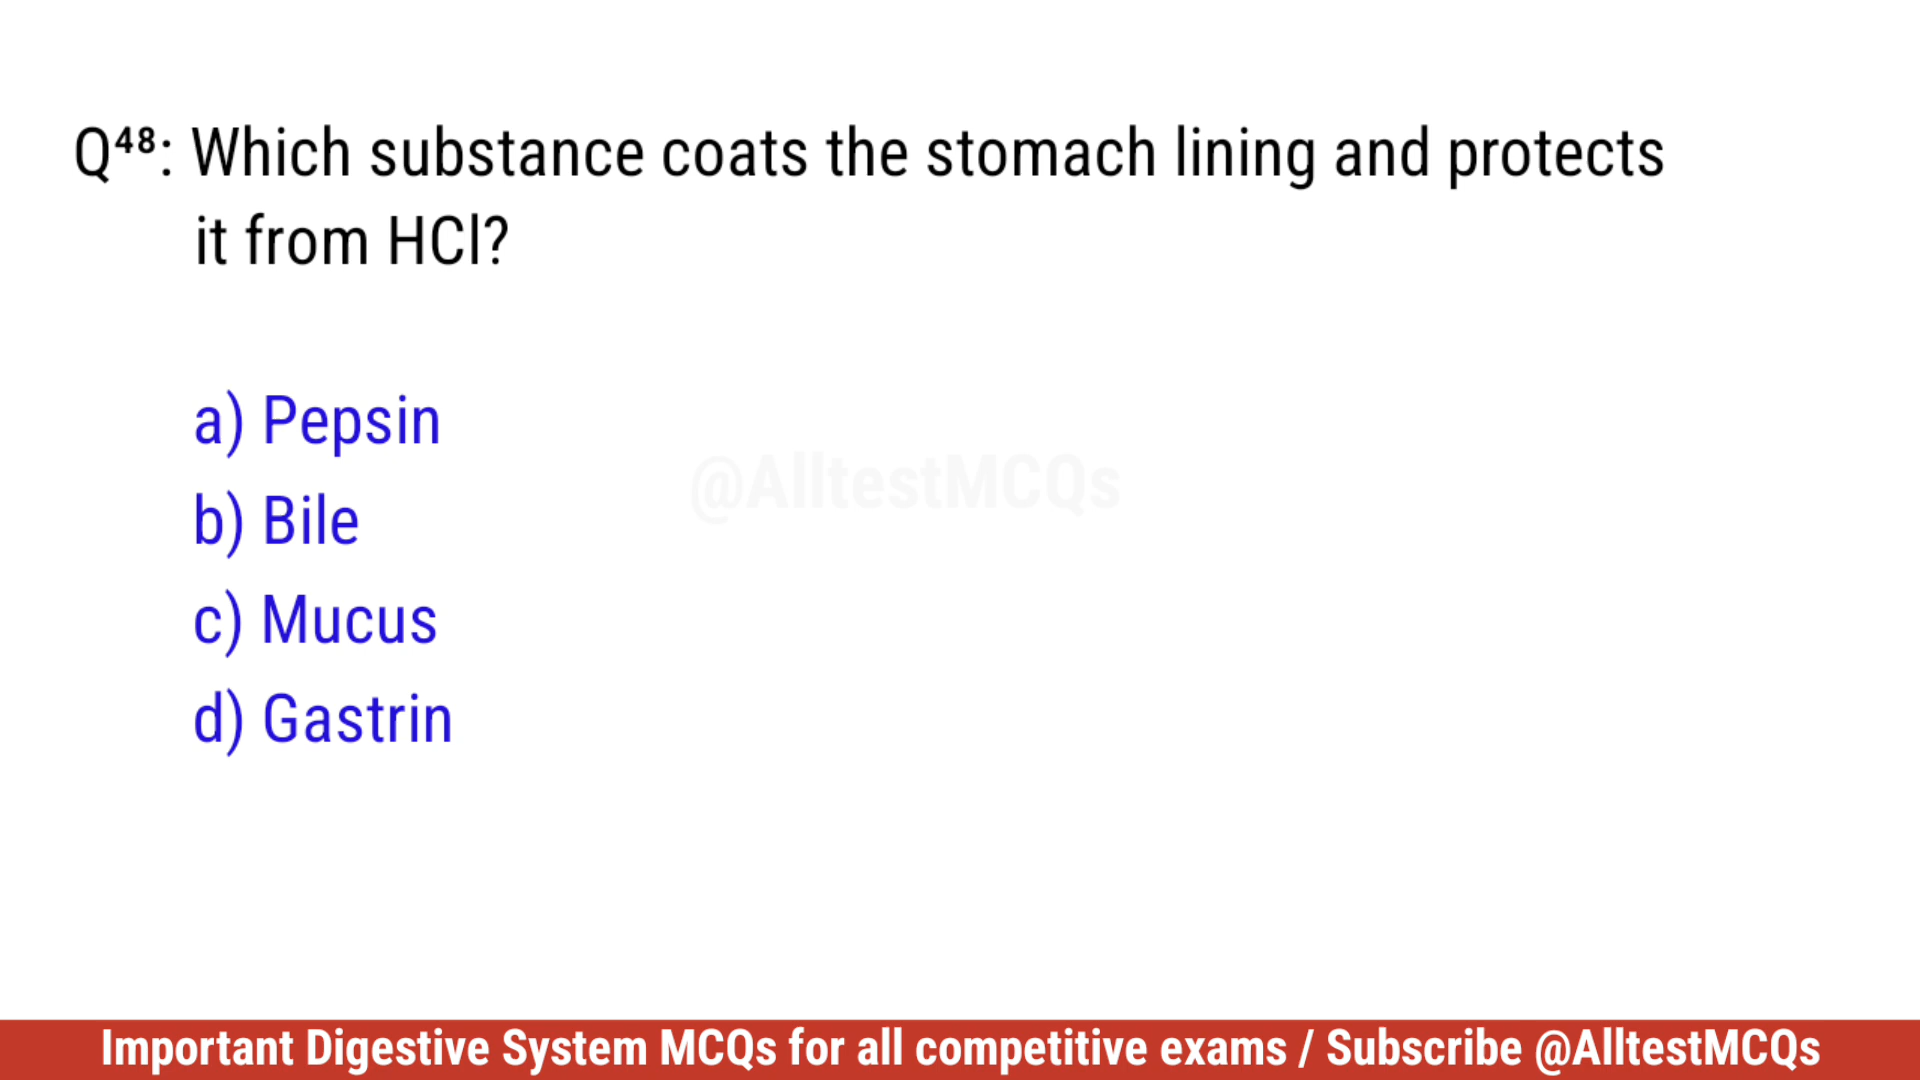 Q⁴⁸: Which substance coats the stomach lining and protects
it from HCl?
a) Pepsin
@AlltestMCQs
b) Bile
c) Mucus
d) Gastrin
Important Digestive System MCQs for all competitive exams / Subscribe @AlltestMCQs